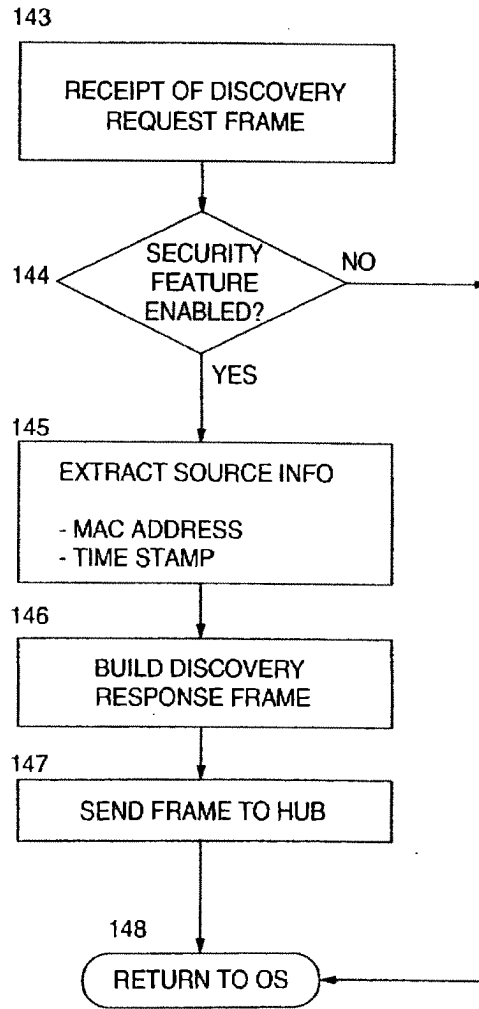 143
RECEIPT OF DISCOVERY
REQUEST FRAME
144
SECURITY
FEATURE
ENABLED?
NO
YES
145
EXTRACT SOURCE INFO
- MAC ADDRESS
- TIME STAMP
146
BUILD DISCOVERY
RESPONSE FRAME
147
SEND FRAME TO HUB
148
RETURN TO OS